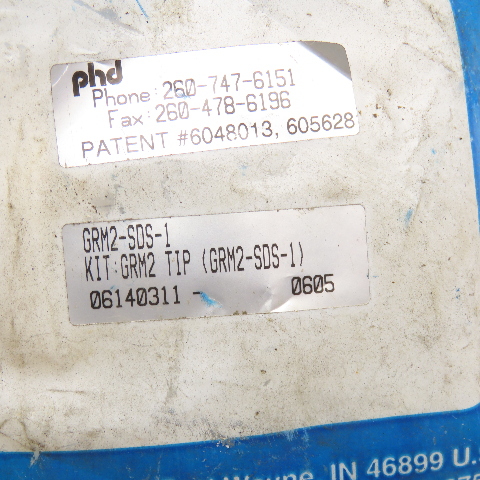 phd
Phone: 260-747-6151
Fax: 260-478-6196
PATENT #6048013, 605628
GRM2-SDS-1
KIT:GRM2 TIP (GRM2-SDS-1)
06140311 - 0605
Wayne, IN 46899 U.S